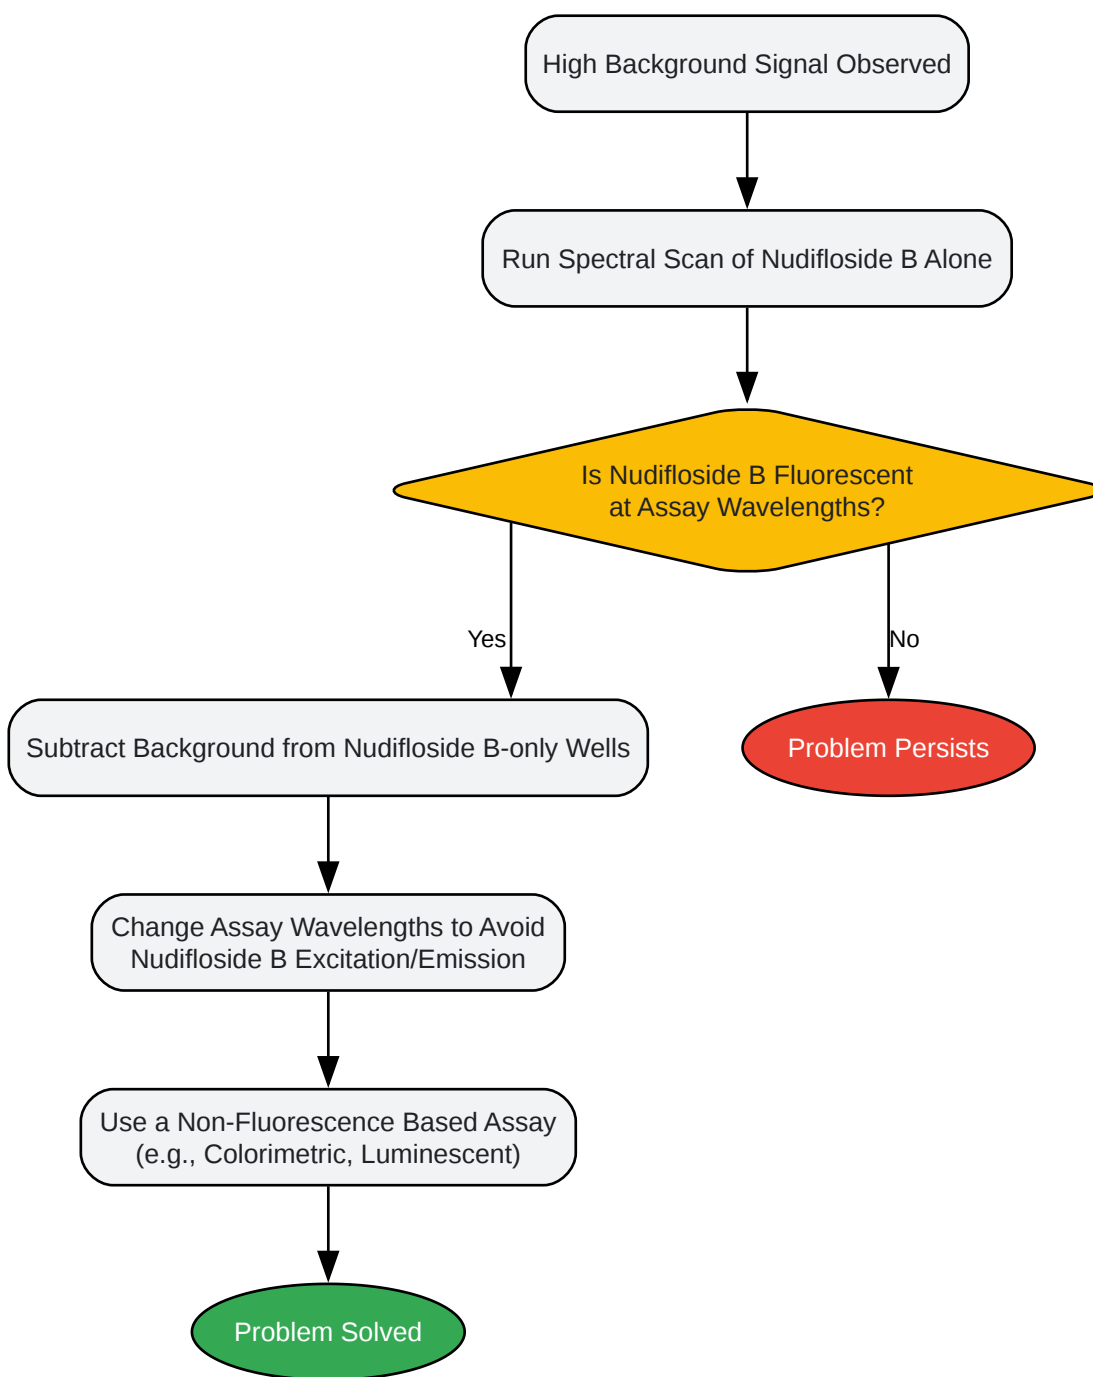 High Background Signal Observed
Run Spectral Scan of Nudifloside B Alone
Is Nudifloside B Fluorescent
at Assay Wavelengths?
Yes
No
Subtract Background from Nudifloside B-only Wells
Problem Persists
Change Assay Wavelengths to Avoid
Nudifloside B Excitation/Emission
Use a Non-Fluorescence Based Assay
(e.g., Colorimetric, Luminescent)
Problem Solved